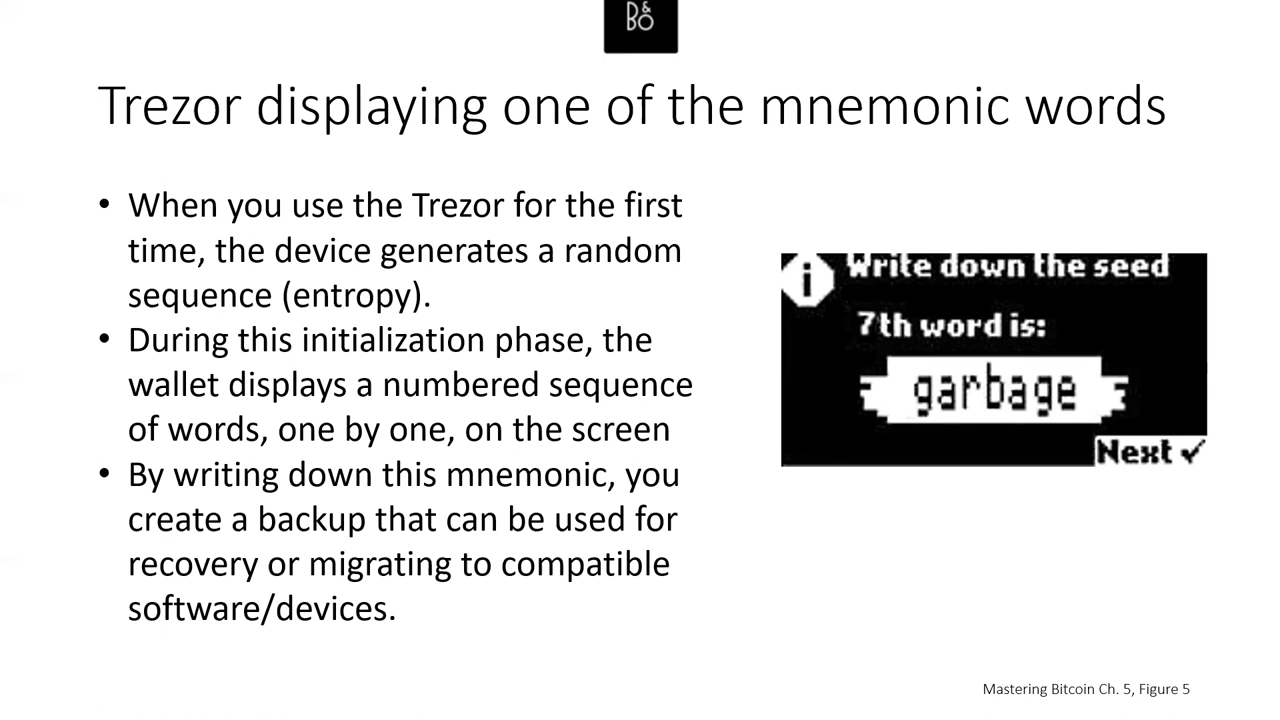 B&O
Trezor displaying one of the mnemonic words
• When you use the Trezor for the first
time, the device generates a random
sequence (entropy).
• During this initialization phase, the
wallet displays a numbered sequence
of words, one by one, on the screen
• By writing down this mnemonic, you
create a backup that can be used for
recovery or migrating to compatible
software/devices.
i Write down the seed
7th word is:
garbage
Next ✓
Mastering Bitcoin Ch. 5, Figure 5